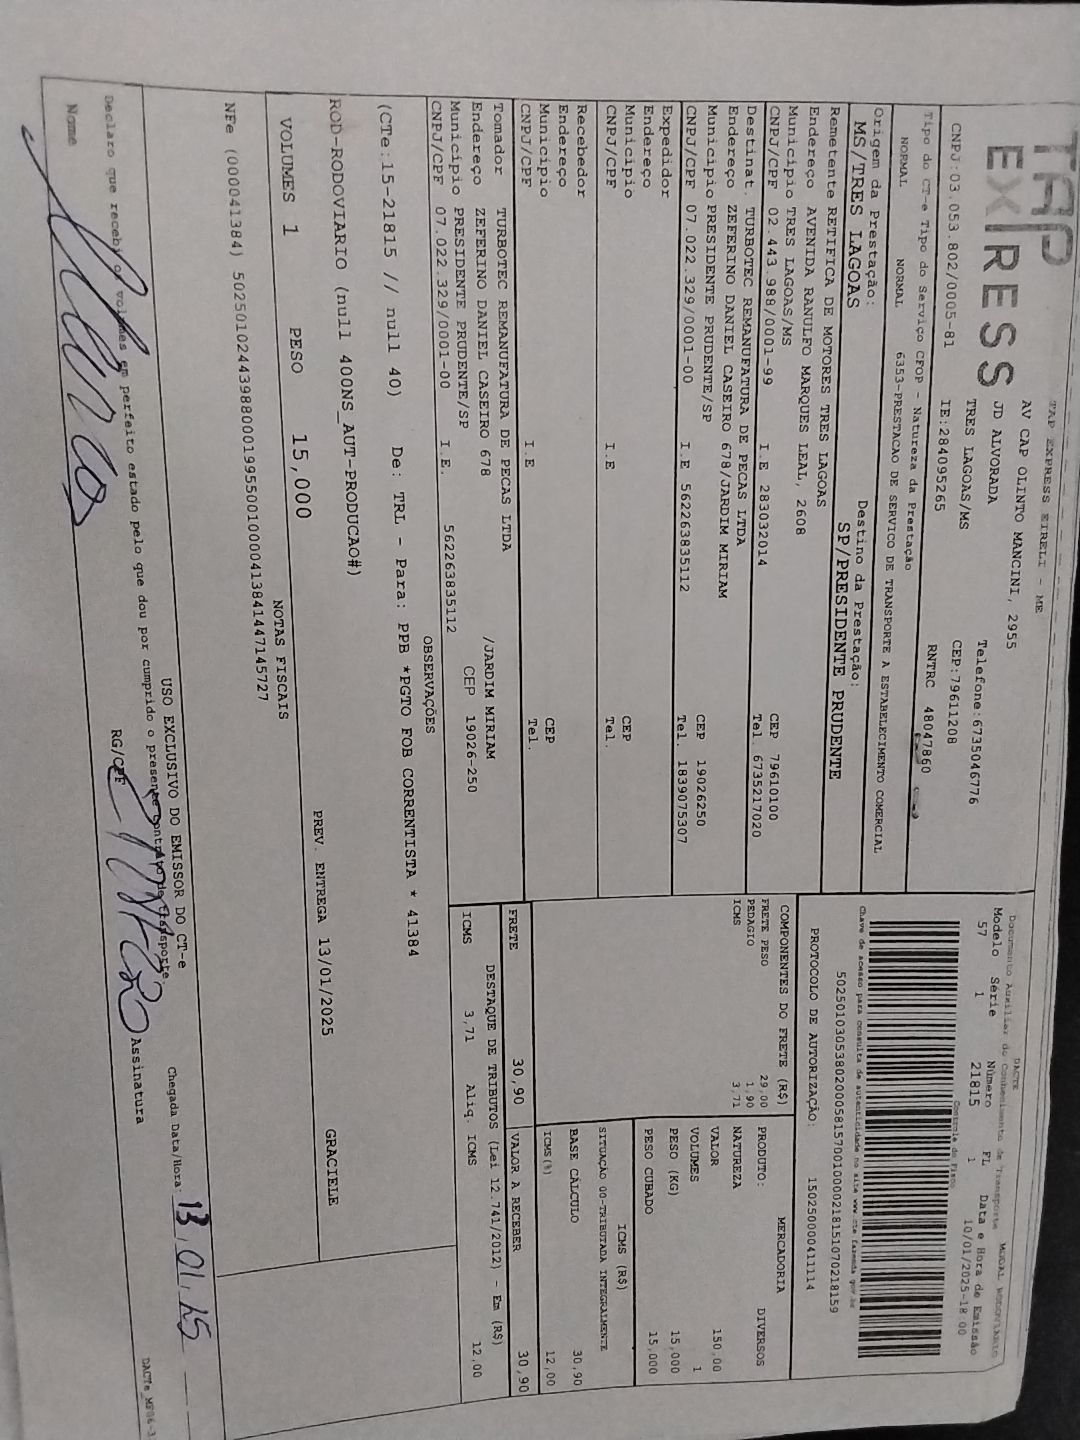 TAP
EXPRESS
TAP EXPRESS EIRELI - ME
AV CAP OLINTO MANCINI, 2955
JD ALVORADA
TRES LAGOAS/MS
Telefone:6735046776
CEP:79611208
CNPJ:03.053.802/0005-81 IE:284095265 RNTRC 48047860
DACTE
Documento Auxiliar do Conhecimento de Transporte MODAL RODOVIARIO
Modelo Série Número FL Data e Hora de Emissão
57 1 21815 1 10/01/2025-18:00
Controle do Fisco
Chave de acesso para consulta de autenticidade no site www.cte.fazenda.gov.br
PROTOCOLO DE AUTORIZAÇÃO: 150250000411114
Tipo do CT-e Tipo do Serviço CFOP - Natureza da Prestação
NORMAL NORMAL 6353-PRESTACAO DE SERVICO DE TRANSPORTE A ESTABELECIMENTO COMERCIAL
Origem da Prestação: Destino da Prestação:
MS/TRES LAGOAS SP/PRESIDENTE PRUDENTE
Remetente RETIFICA DE MOTORES TRES LAGOAS
Endereço AVENIDA RANULFO MARQUES LEAL, 2608
Município TRES LAGOAS/MS CEP 79610100
CNPJ/CPF 02.443.988/0001-99 I.E 283032014 Tel. 6735217020
Destinat. TURBOTEC REMANUFATURA DE PECAS LTDA
Endereço ZEFERINO DANIEL CASEIRO 678/JARDIM MIRIAM
Município PRESIDENTE PRUDENTE/SP CEP 19026250
CNPJ/CPF 07.022.329/0001-00 I.E 562263835112 Tel. 1839075307
Expedidor
Endereço
Município CEP
CNPJ/CPF I.E Tel.
Recebedor
Endereço
Município CEP
CNPJ/CPF I.E Tel.
Tomador TURBOTEC REMANUFATURA DE PECAS LTDA
Endereço ZEFERINO DANIEL CASEIRO 678 /JARDIM MIRIAM
Município PRESIDENTE PRUDENTE/SP CEP 19026-250
CNPJ/CPF 07.022.329/0001-00 I.E. 562263835112
COMPONENTES DO FRETE (R$)
FRETE PESO 29,00
PEDAGIO 1,90
ICMS 3,71
MERCADORIA
PRODUTO: DIVERSOS
NATUREZA
VALOR 150,00
VOLUMES 1
PESO (KG) 15,000
PESO CUBADO 15,000
ICMS (R$)
SITUAÇÃO 00-TRIBUTADA INTEGRALMENTE
BASE CÁLCULO 30,90
ICMS(%) 12,00
FRETE 30,90 VALOR A RECEBER 30,90
DESTAQUE DE TRIBUTOS (Lei 12.741/2012) - Em (R$)
ICMS 3,71 Aliq. ICMS 12,00
OBSERVAÇÕES
(CTe:15-21815 // null 40) De: TRL - Para: PPB *PGTO FOB CORRENTISTA * 41384
ROD-RODOVIARIO (null 400NS_AUT-PRODUCAO#)
VOLUMES 1 PESO 15,000 PREV. ENTREGA 13/01/2025 GRACIELE
NOTAS FISCAIS
USO EXCLUSIVO DO EMISSOR DO CT-e
Declaro que recebi os volumes em perfeito estado pelo que dou por cumprido o presente contrato de transporte.
Chegada Data/Hora: 13.01.25
Nome RG/CPF Assinatura